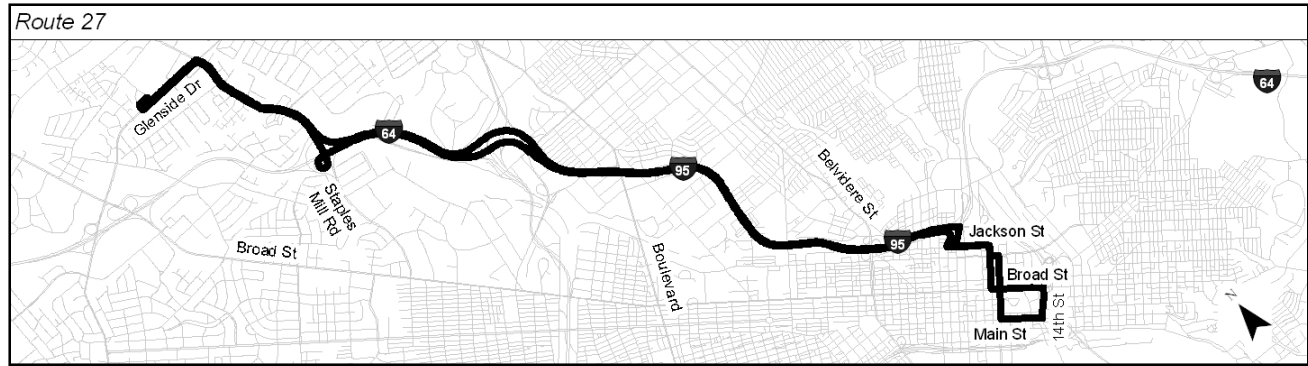 Route 27
64
Glenside Dr
64
Staples
Mill Rd
Broad St
95
Belvidere St
Boulevard
95
Jackson St
Broad St
14th St
Main St
N